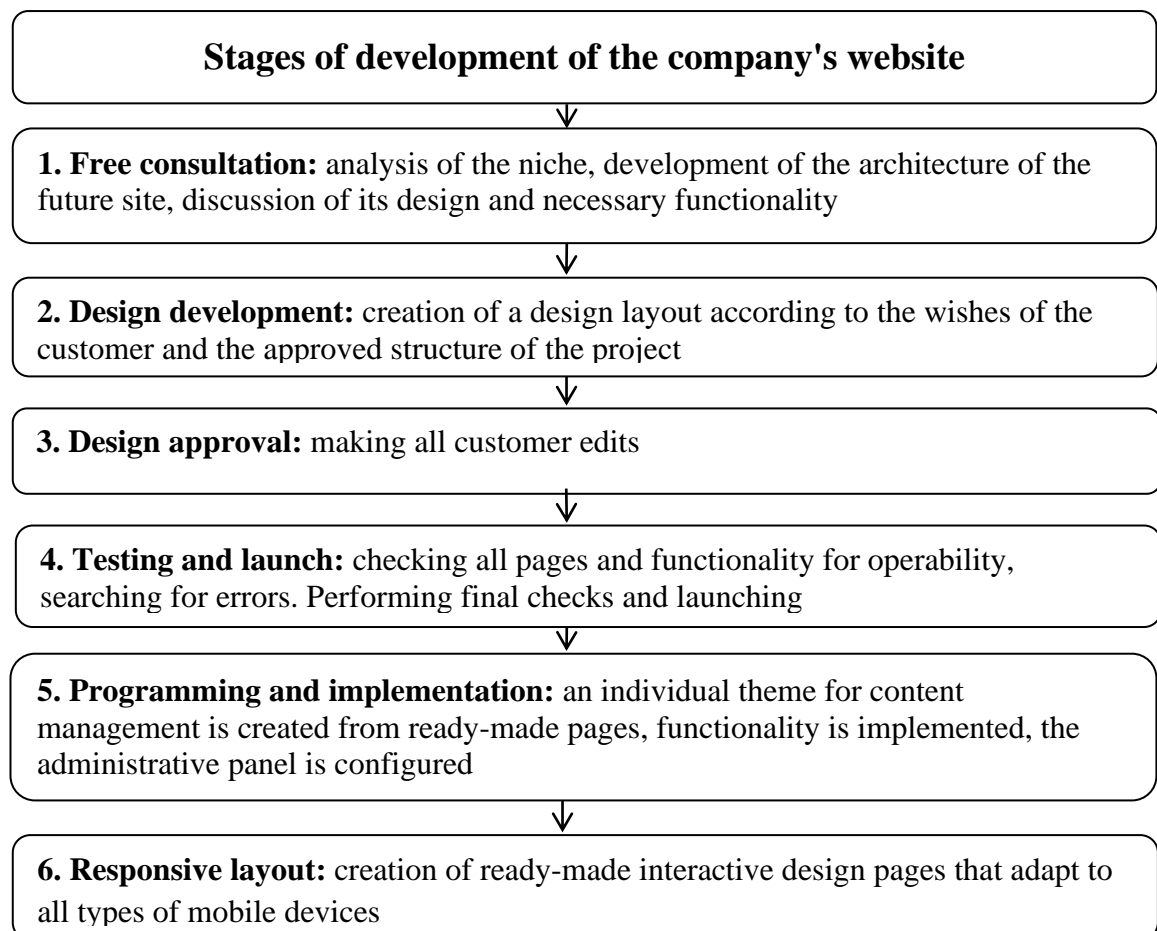 Stages of development of the company's website
1. Free consultation: analysis of the niche, development of the architecture of the
future site, discussion of its design and necessary functionality
2. Design development: creation of a design layout according to the wishes of the
customer and the approved structure of the project
3. Design approval: making all customer edits
4. Testing and launch: checking all pages and functionality for operability,
searching for errors. Performing final checks and launching
5. Programming and implementation: an individual theme for content
management is created from ready-made pages, functionality is implemented, the
administrative panel is configured
6. Responsive layout: creation of ready-made interactive design pages that adapt to
all types of mobile devices